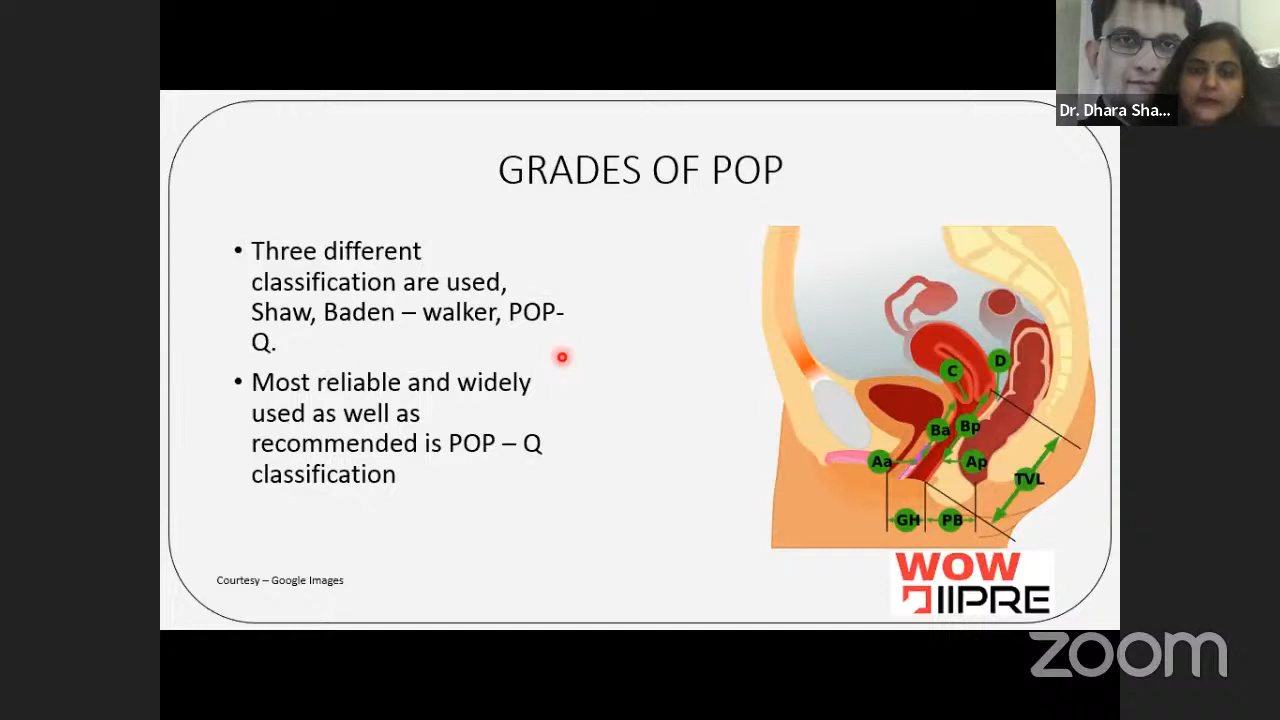 Dr. Dhara Sha...
GRADES OF POP
• Three different
classification are used,
Shaw, Baden – walker, POP-
Q.
• Most reliable and widely
used as well as
recommended is POP – Q
classification
C
D
Ba
Bp
Aa
Ap
TVL
GH
PB
Courtesy – Google Images
WOW
IIPRE
zoom